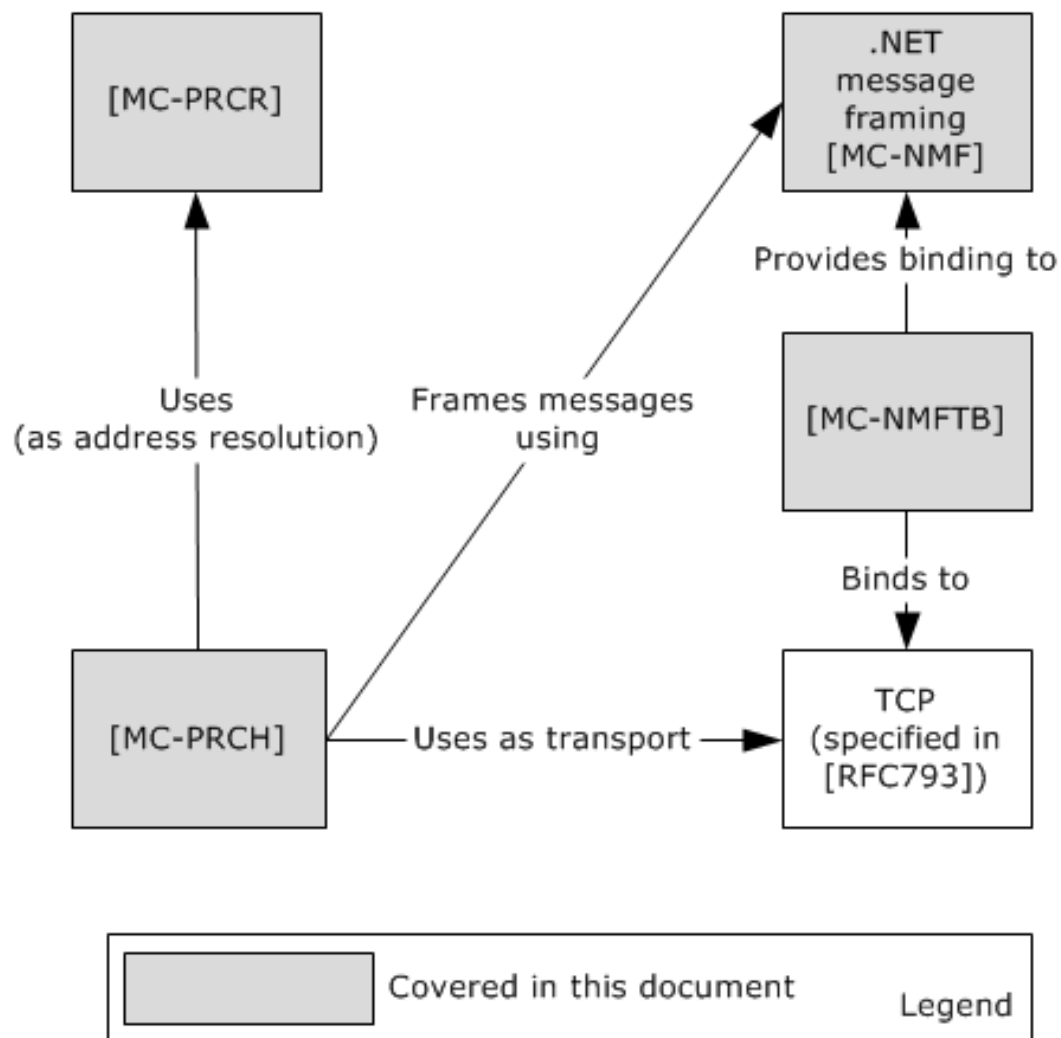 [MC-PRCR]
.NET
message
framing
[MC-NMF]
Provides binding to
Uses
(as address resolution)
Frames messages
using
[MC-NMFTB]
Binds to
[MC-PRCH]
Uses as transport
TCP
(specified in
[RFC793])
Covered in this document
Legend